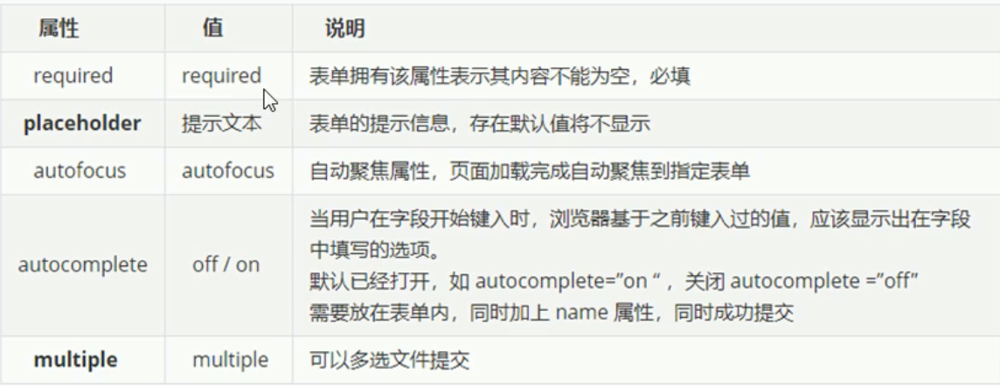 属性 值 说明
required required 表单拥有该属性表示其内容不能为空，必填
placeholder 提示文本 表单的提示信息，存在默认值将不显示
autofocus autofocus 自动聚焦属性，页面加载完成自动聚焦到指定表单
autocomplete off / on 当用户在字段开始键入时，浏览器基于之前键入过的值，应该显示出在字段
中填写的选项。
默认已经打开，如 autocomplete=”on “ ，关闭 autocomplete =”off”
需要放在表单内，同时加上 name 属性，同时成功提交
multiple multiple 可以多选文件提交